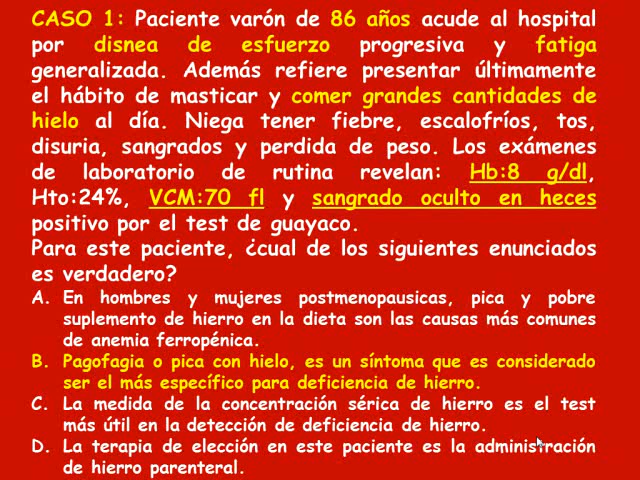 CASO 1: Paciente varón de 86 años acude al hospital
por disnea de esfuerzo progresiva y fatiga
generalizada. Además refiere presentar últimamente
el hábito de masticar y comer grandes cantidades de
hielo al día. Niega tener fiebre, escalofríos, tos,
disuria, sangrados y perdida de peso. Los exámenes
de laboratorio de rutina revelan: Hb:8 g/dl,
Hto:24%, VCM:70 fl y sangrado oculto en heces
positivo por el test de guayaco.
Para este paciente, ¿cual de los siguientes enunciados
es verdadero?
A. En hombres y mujeres postmenopausicas, pica y pobre
suplemento de hierro en la dieta son las causas más comunes
de anemia ferropénica.
B. Pagofagia o pica con hielo, es un síntoma que es considerado
ser el más específico para deficiencia de hierro.
C. La medida de la concentración sérica de hierro es el test
más útil en la detección de deficiencia de hierro.
D. La terapia de elección en este paciente es la administración
de hierro parenteral.